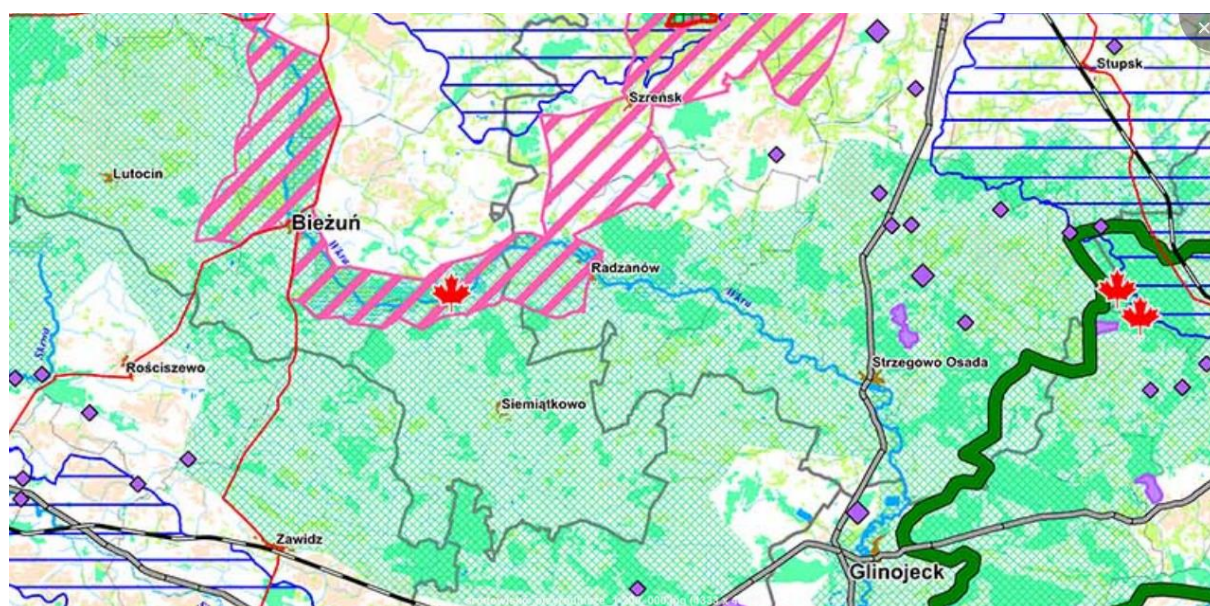 Stupsk
Szreńsk
Lutocin
Bieżuń
Wkra
Radzanów
Wkra
Skrwa
Rościszewo
Strzegowo Osada
Siemiątkowo
Zawidz
Glinojeck